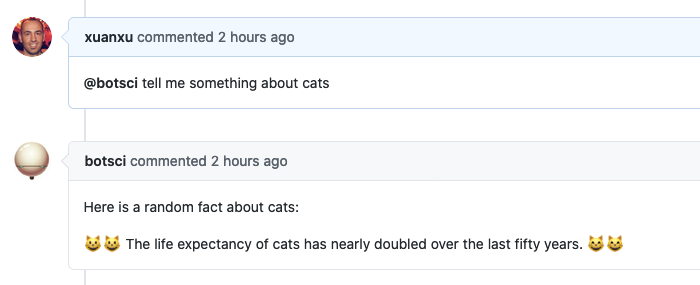 xuanxu commented 2 hours ago
@botsci tell me something about cats
botsci commented 2 hours ago
Here is a random fact about cats:
😺😺 The life expectancy of cats has nearly doubled over the last fifty years. 😺😺